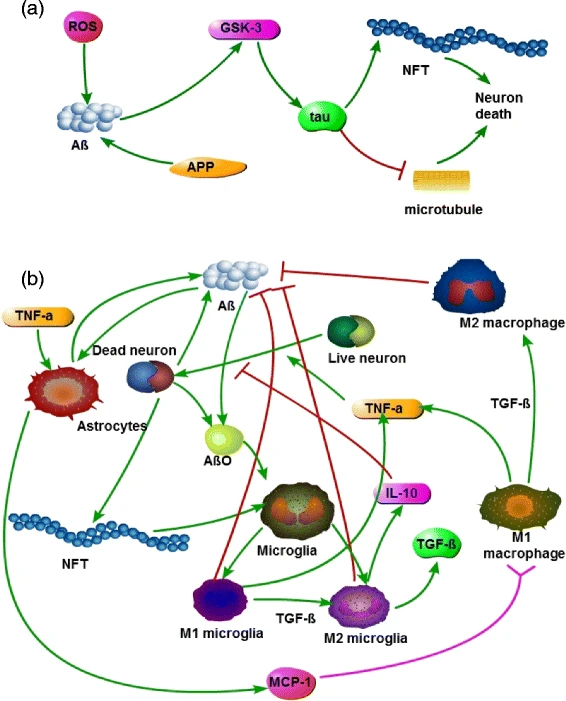 (a)
ROS
GSK-3
NFT
Aß
tau
Neuron
death
APP
microtubule
(b)
TNF-a
Aß
M2 macrophage
Dead neuron
Live neuron
Astrocytes
TNF-a
TGF-ß
AßO
IL-10
NFT
Microglia
TGF-ß
M1
macrophage
M1 microglia
TGF-ß
M2 microglia
MCP-1